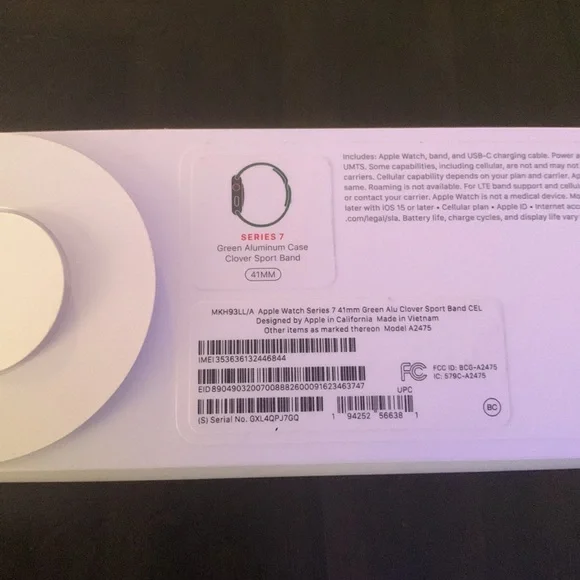 Includes: Apple Watch, band, and USB-C charging cable. Power a
UMTS. Some capabilities, including cellular, are not and may not
carriers. Cellular capability depends on your plan and carrier. Ap
same. Roaming is not available. For LTE band support and cellula
or contact your carrier. Apple Watch is not a medical device. Mo
later with iOS 15 or later • Cellular plan • Apple ID • Internet acc
.com/legal/sla. Battery life, charge cycles, and display life vary
SERIES 7
Green Aluminum Case
Clover Sport Band
41MM
MKH93LL/A Apple Watch Series 7 41mm Green Alu Clover Sport Band CEL
Designed by Apple in California Made in Vietnam
Other items as marked thereon Model A2475
IMEI 353636132446844
FC FCC ID: BCG-A2475
IC: 579C-A2475
EID 89049032007008882600091623463747
UPC
(S) Serial No. GXL4QPJ7GQ
1 94252 56638 1
BC